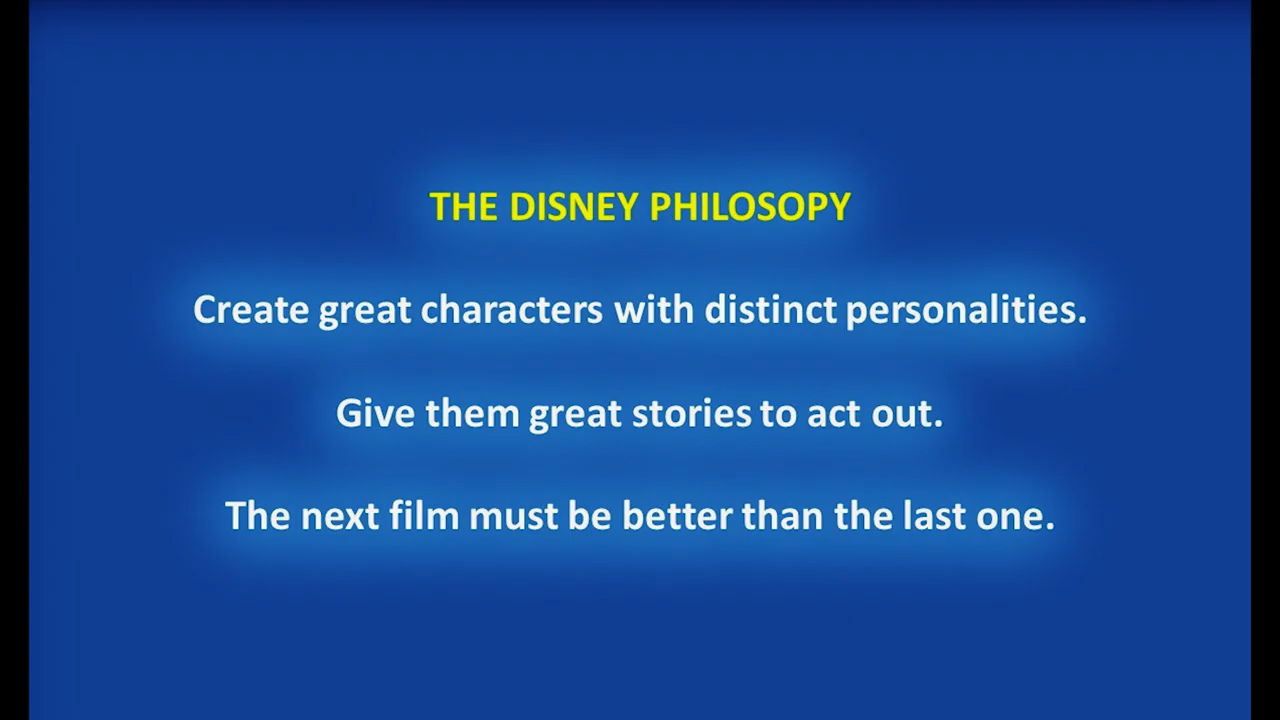 THE DISNEY PHILOSOPY
Create great characters with distinct personalities.
Give them great stories to act out.
The next film must be better than the last one.